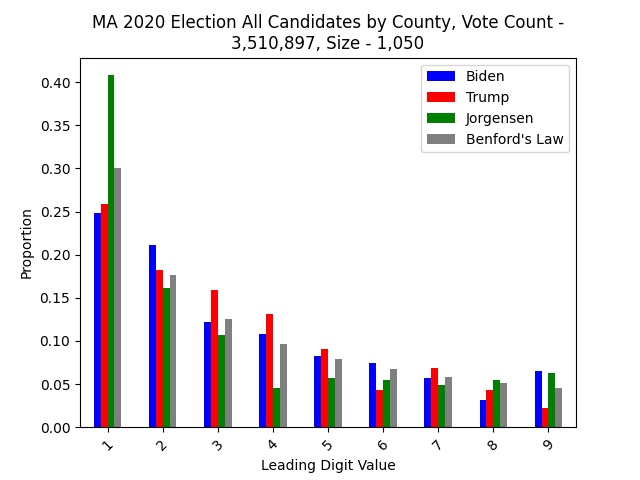 MA 2020 Election All Candidates by County, Vote Count -
3,510,897, Size - 1,050
Biden
Trump
Jorgensen
Benford's Law
0.40
0.35
0.30
0.25
0.20
0.15
0.10
0.05
0.00
Proportion
1
2
3
4
5
6
7
8
9
Leading Digit Value